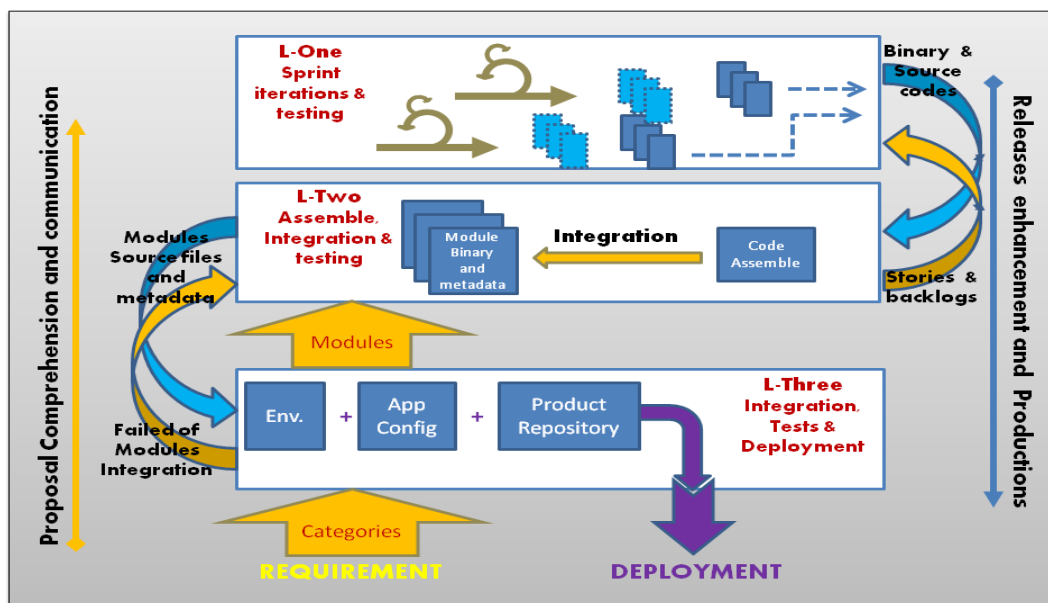 L-One
Sprint
iterations &
testing
Binary &
Source
codes
L-Two
Assemble,
Integration &
testing
Module
Binary
and
metadata
Integration
Code
Assemble
Stories &
backlogs
Modules
Source files
and
metadata
Modules
Env.
+
App
Config
+
Product
Repository
L-Three
Integration,
Tests &
Deployment
Failed of
Modules
Integration
Categories
REQUIREMENT
DEPLOYMENT
Proposal Comprehension and communication
Releases enhancement and Productions